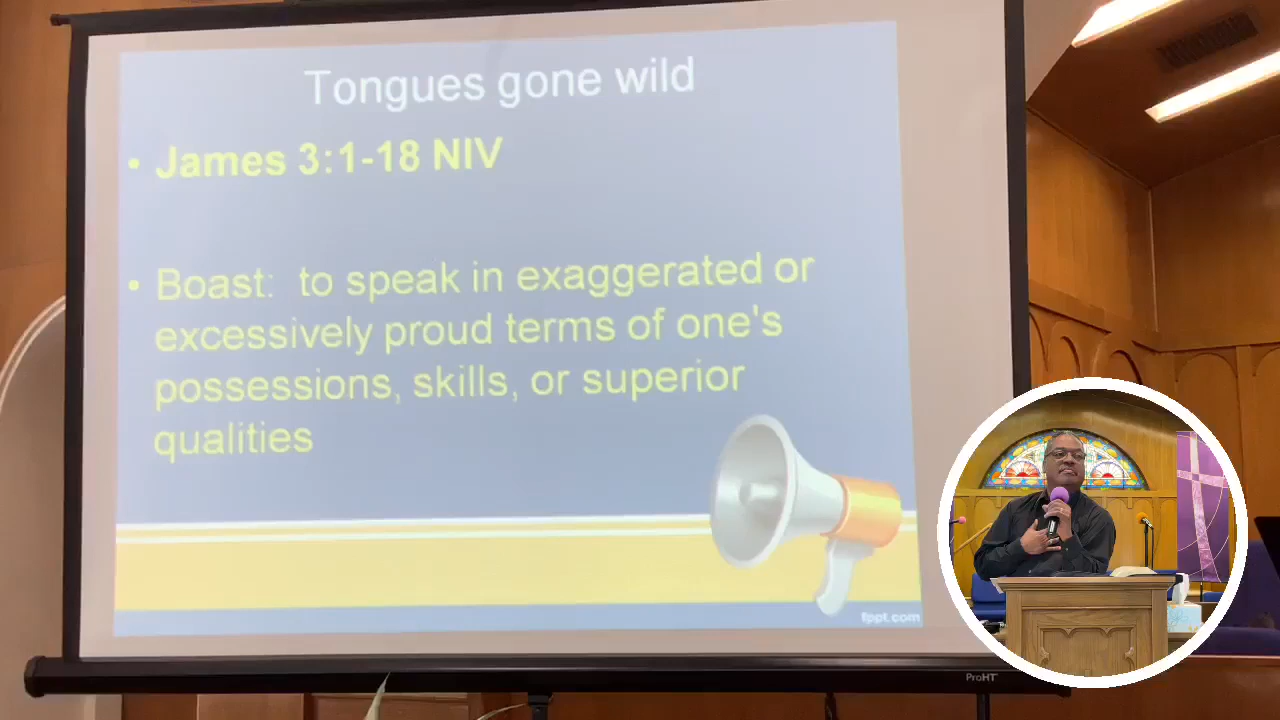 Tongues gone wild
• James 3:1-18 NIV
• Boast: to speak in exaggerated or
excessively proud terms of one's
possessions, skills, or superior
qualities
fppt.com
ProHT